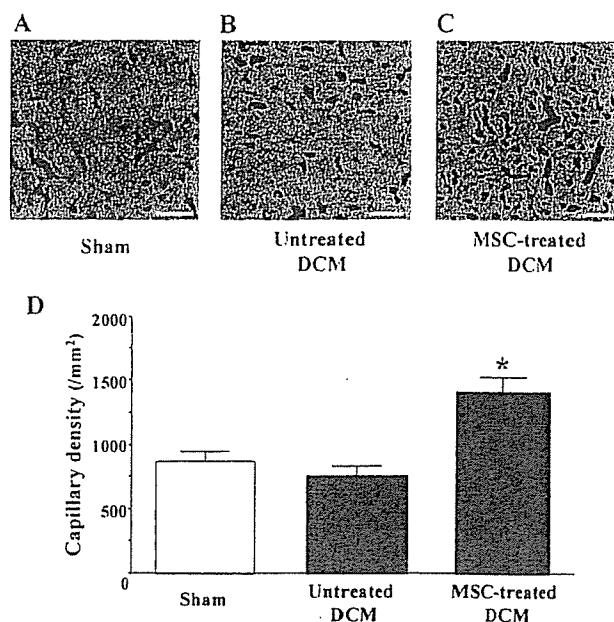 A
B
C
Sham
Untreated
DCM
MSC-treated
DCM
D
Capillary density (/mm²)
2000
1500
1000
500
0
*
Sham
Untreated
DCM
MSC-treated
DCM